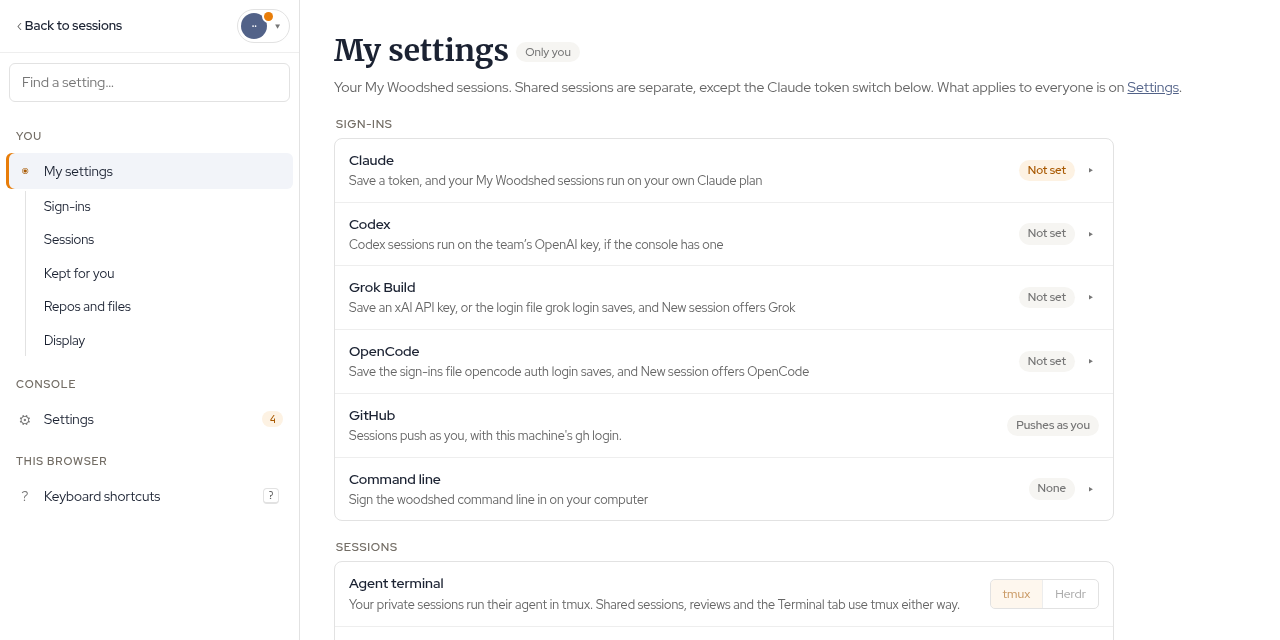 ‹ Back to sessions
Find a setting...
YOU
My settings
Sign-ins
Sessions
Kept for you
Repos and files
Display
CONSOLE
Settings
4
THIS BROWSER
? Keyboard shortcuts
?
My settings
Only you
Your My Woodshed sessions. Shared sessions are separate, except the Claude token switch below. What applies to everyone is on Settings.
SIGN-INS
Claude
Save a token, and your My Woodshed sessions run on your own Claude plan
Not set
Codex
Codex sessions run on the team's OpenAI key, if the console has one
Not set
Grok Build
Save an xAI API key, or the login file grok login saves, and New session offers Grok
Not set
OpenCode
Save the sign-ins file opencode auth login saves, and New session offers OpenCode
Not set
GitHub
Sessions push as you, with this machine's gh login.
Pushes as you
Command line
Sign the woodshed command line in on your computer
None
SESSIONS
Agent terminal
Your private sessions run their agent in tmux. Shared sessions, reviews and the Terminal tab use tmux either way.
tmux
Herdr